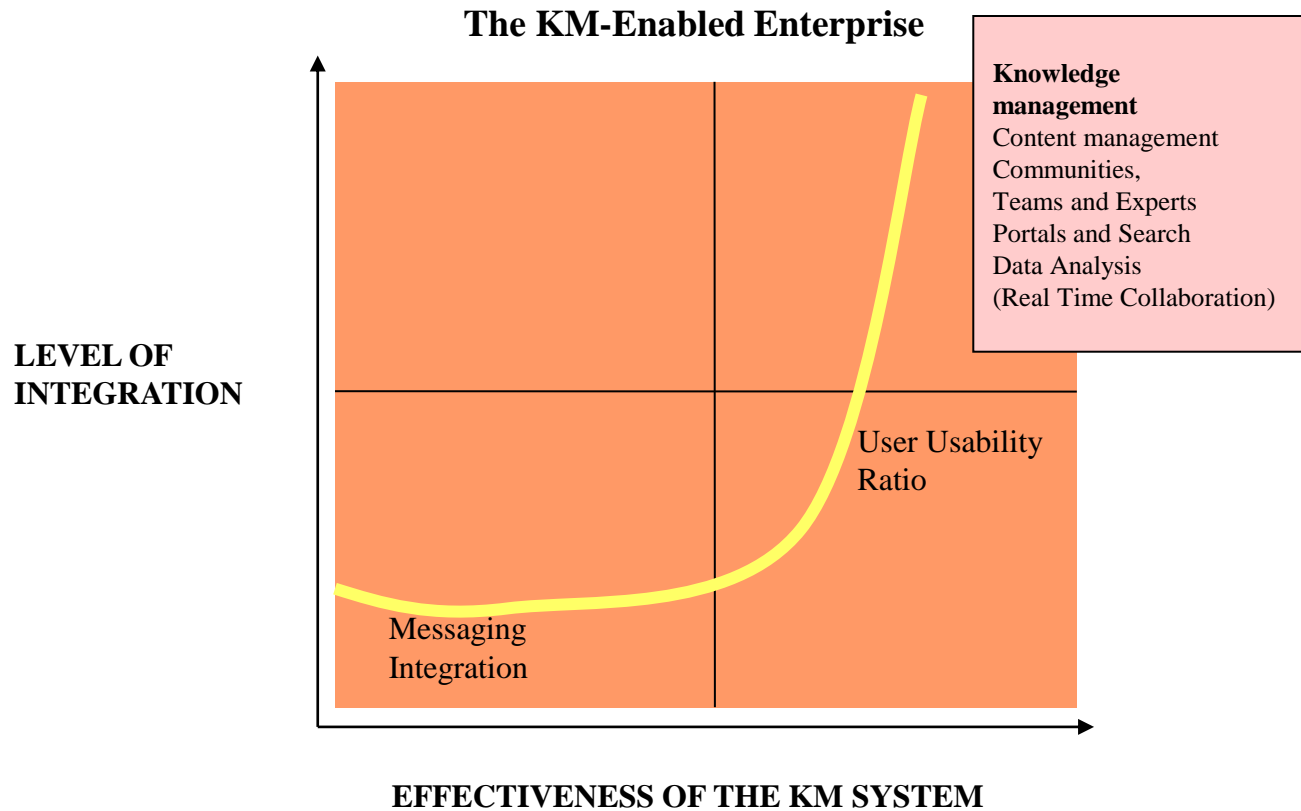 The KM-Enabled Enterprise
Knowledge
management
Content management
Communities,
Teams and Experts
Portals and Search
Data Analysis
(Real Time Collaboration)
LEVEL OF
INTEGRATION
User Usability
Ratio
Messaging
Integration
EFFECTIVENESS OF THE KM SYSTEM